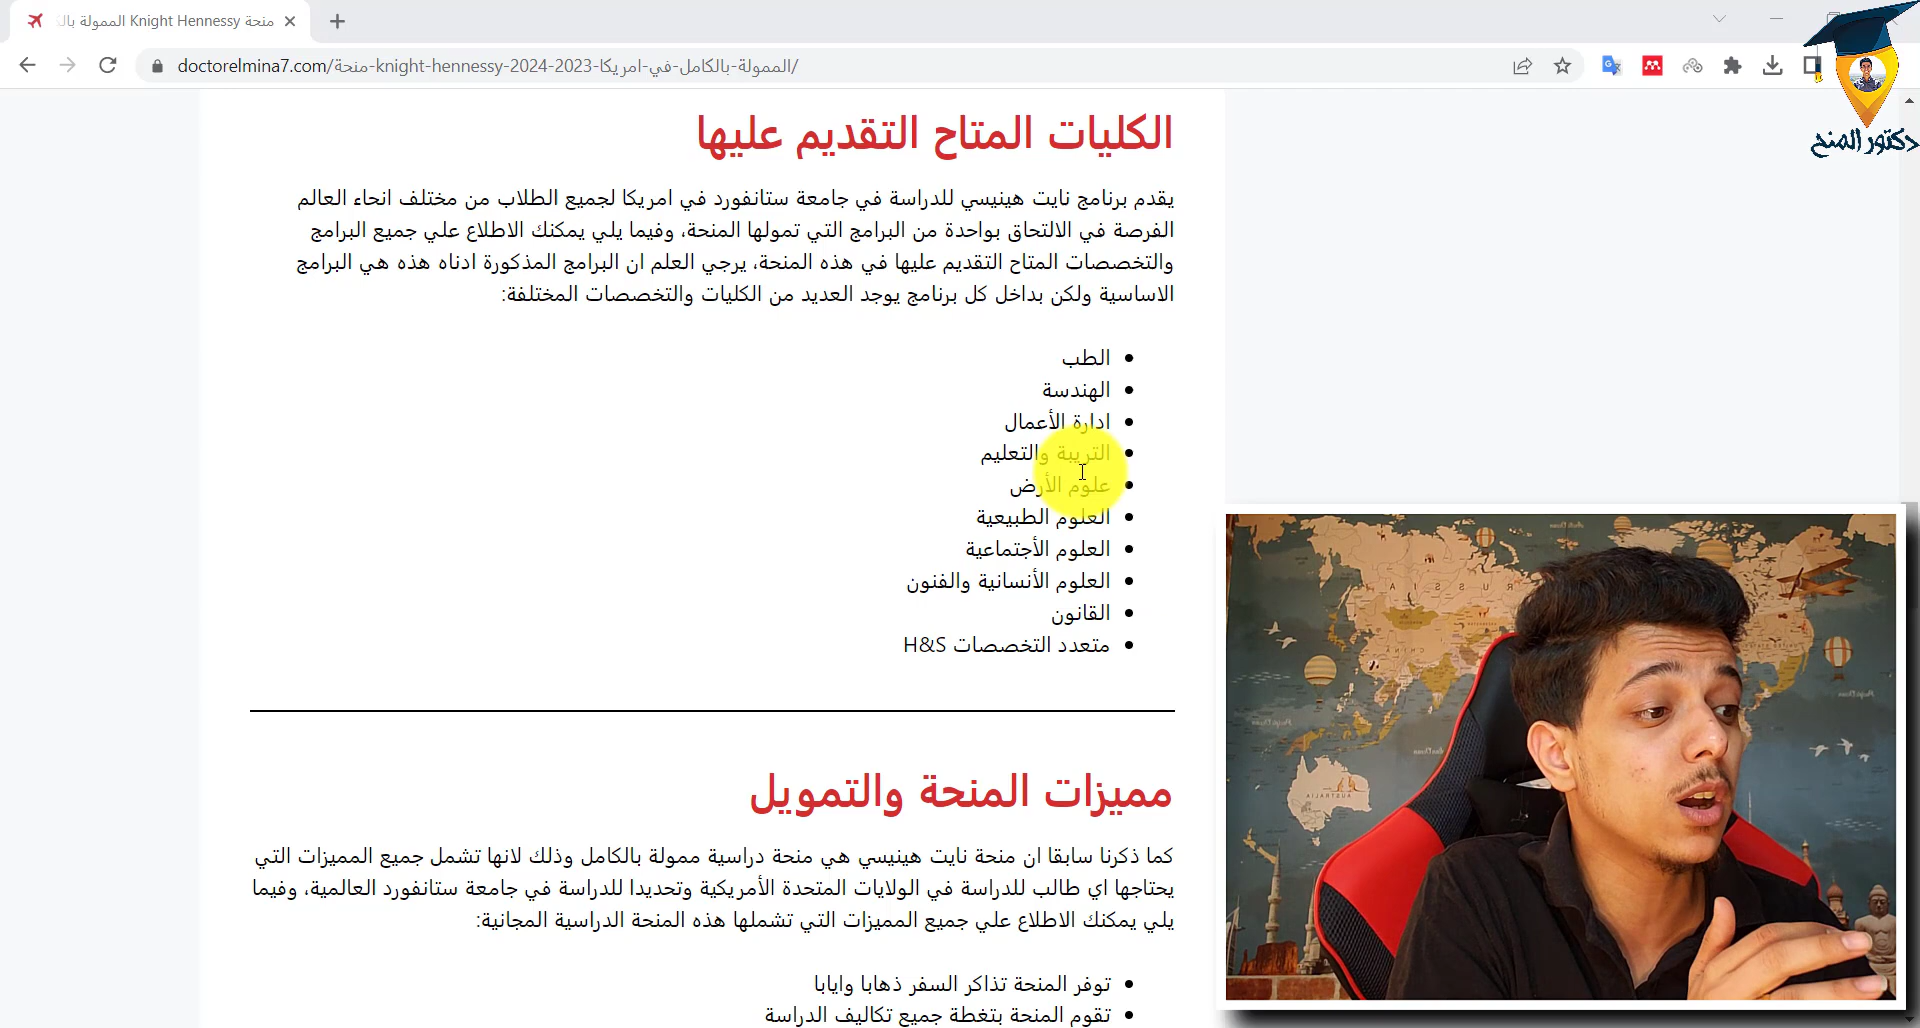 منحة Knight Hennessy الممولة بال
doctorelmina7.com/منحة-knight-hennessy-2024-2023-الممولة-بالكامل-في-امريكا/
دكتور المنح
الكليات المتاح التقديم عليها
يقدم برنامج نايت هينيسي للدراسة في جامعة ستانفورد في امريكا لجميع الطلاب من مختلف انحاء العالم
الفرصة في الالتحاق بواحدة من البرامج التي تمولها المنحة، وفيما يلي يمكنك الاطلاع علي جميع البرامج
والتخصصات المتاح التقديم عليها في هذه المنحة، يرجي العلم ان البرامج المذكورة ادناه هذه هي البرامج
الاساسية ولكن بداخل كل برنامج يوجد العديد من الكليات والتخصصات المختلفة:
الطب
الهندسة
ادارة الأعمال
التريبة والتعليم
علوم الأرض
العلوم الطبيعية
العلوم الأجتماعية
العلوم الأنسانية والفنون
القانون
متعدد التخصصات H&S
مميزات المنحة والتمويل
كما ذكرنا سابقا ان منحة نايت هينيسي هي منحة دراسية ممولة بالكامل وذلك لانها تشمل جميع المميزات التي
يحتاجها اي طالب للدراسة في الولايات المتحدة الأمريكية وتحديدا للدراسة في جامعة ستانفورد العالمية، وفيما
يلي يمكنك الاطلاع علي جميع المميزات التي تشملها هذه المنحة الدراسية المجانية:
توفر المنحة تذاكر السفر ذهابا وايابا
تقوم المنحة بتغطة جميع تكاليف الدراسة
RUSSIA
CHINA
AUSTRALIA